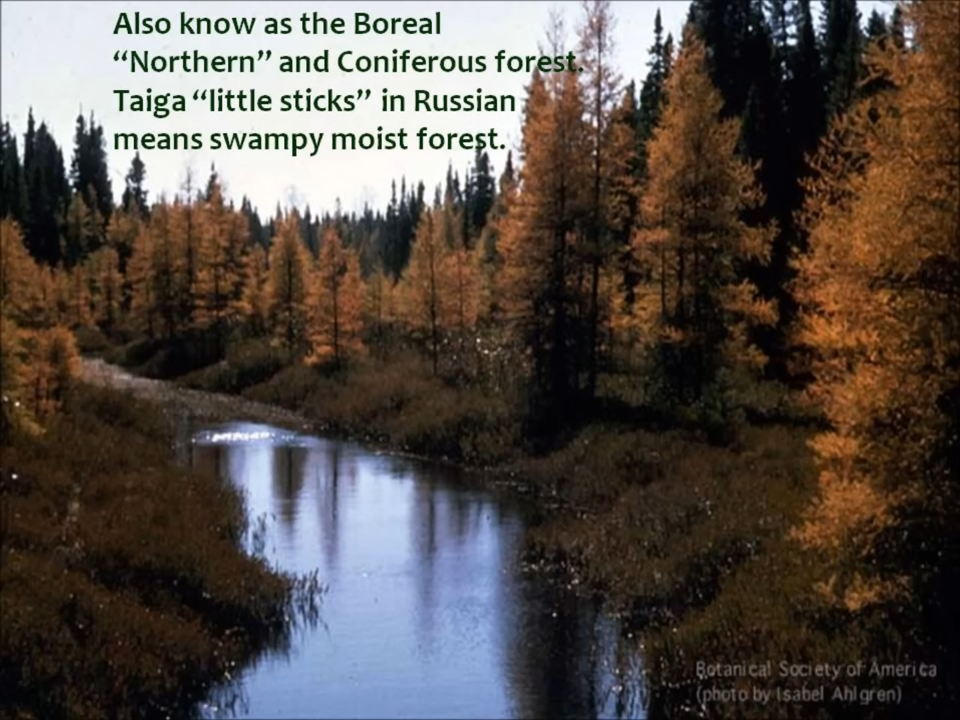 Also know as the Boreal
“Northern” and Coniferous forest.
Taiga “little sticks” in Russian
means swampy moist forest.
Botanical Society of America
(photo by Isabel Ahlgren)